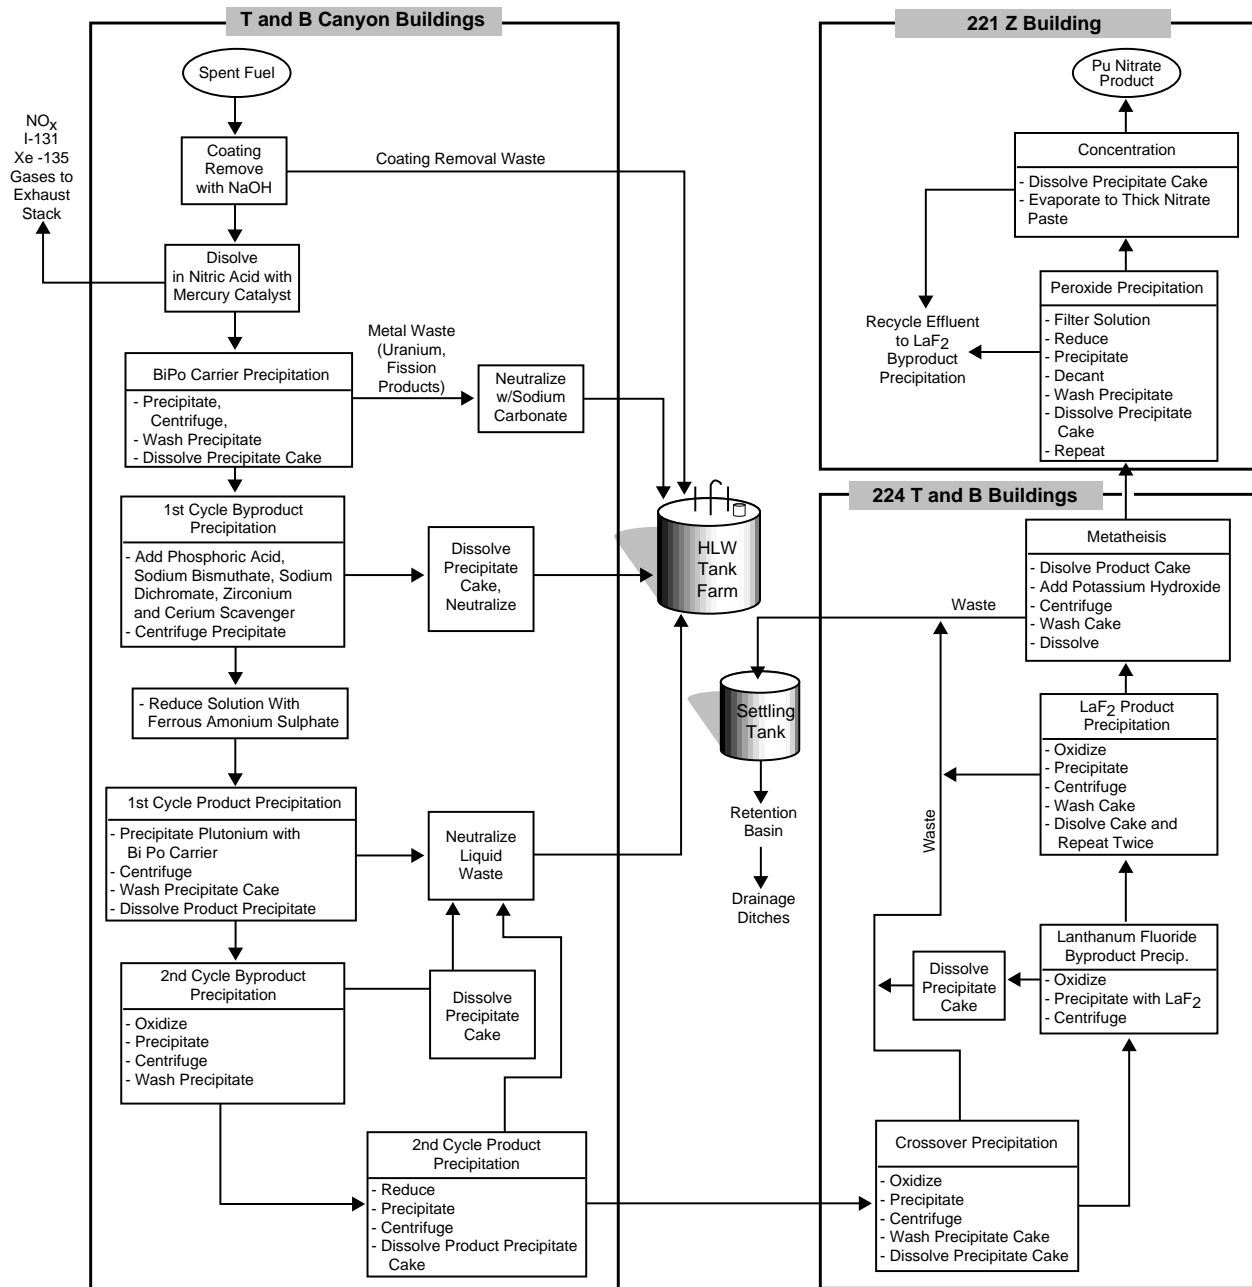 T and B Canyon Buildings
Spent Fuel
NOX
I-131
Xe -135
Gases to
Exhaust
Stack
Coating
Remove
with NaOH
Coating Removal Waste
Disolve
in Nitric Acid with
Mercury Catalyst
Metal Waste
(Uranium,
Fission
Products)
BiPo Carrier Precipitation
- Precipitate,
Centrifuge,
- Wash Precipitate
- Dissolve Precipitate Cake
Neutralize
w/Sodium
Carbonate
1st Cycle Byproduct
Precipitation
- Add Phosphoric Acid,
Sodium Bismuthate, Sodium
Dichromate, Zirconium
and Cerium Scavenger
- Centrifuge Precipitate
Dissolve
Precipitate
Cake,
Neutralize
HLW
Tank
Farm
- Reduce Solution With
Ferrous Amonium Sulphate
1st Cycle Product Precipitation
- Precipitate Plutonium with
Bi Po Carrier
- Centrifuge
- Wash Precipitate Cake
- Dissolve Product Precipitate
Neutralize
Liquid
Waste
2nd Cycle Byproduct
Precipitation
- Oxidize
- Precipitate
- Centrifuge
- Wash Precipitate
Dissolve
Precipitate
Cake
2nd Cycle Product
Precipitation
- Reduce
- Precipitate
- Centrifuge
- Dissolve Product Precipitate
Cake
Settling
Tank
Retention
Basin
Drainage
Ditches
221 Z Building
Pu Nitrate
Product
Concentration
- Dissolve Precipitate Cake
- Evaporate to Thick Nitrate
Paste
Peroxide Precipitation
- Filter Solution
- Reduce
- Precipitate
- Decant
- Wash Precipitate
- Dissolve Precipitate
Cake
- Repeat
Recycle Effluent
to LaF2
Byproduct
Precipitation
224 T and B Buildings
Metatheisis
- Disolve Product Cake
- Add Potassium Hydroxide
- Centrifuge
- Wash Cake
- Dissolve
Waste
LaF2 Product
Precipitation
- Oxidize
- Precipitate
- Centrifuge
- Wash Cake
- Disolve Cake and
Repeat Twice
Waste
Lanthanum Fluoride
Byproduct Precip.
- Oxidize
- Precipitate with LaF2
- Centrifuge
Dissolve
Precipitate
Cake
Crossover Precipitation
- Oxidize
- Precipitate
- Centrifuge
- Wash Precipitate Cake
- Dissolve Precipitate Cake